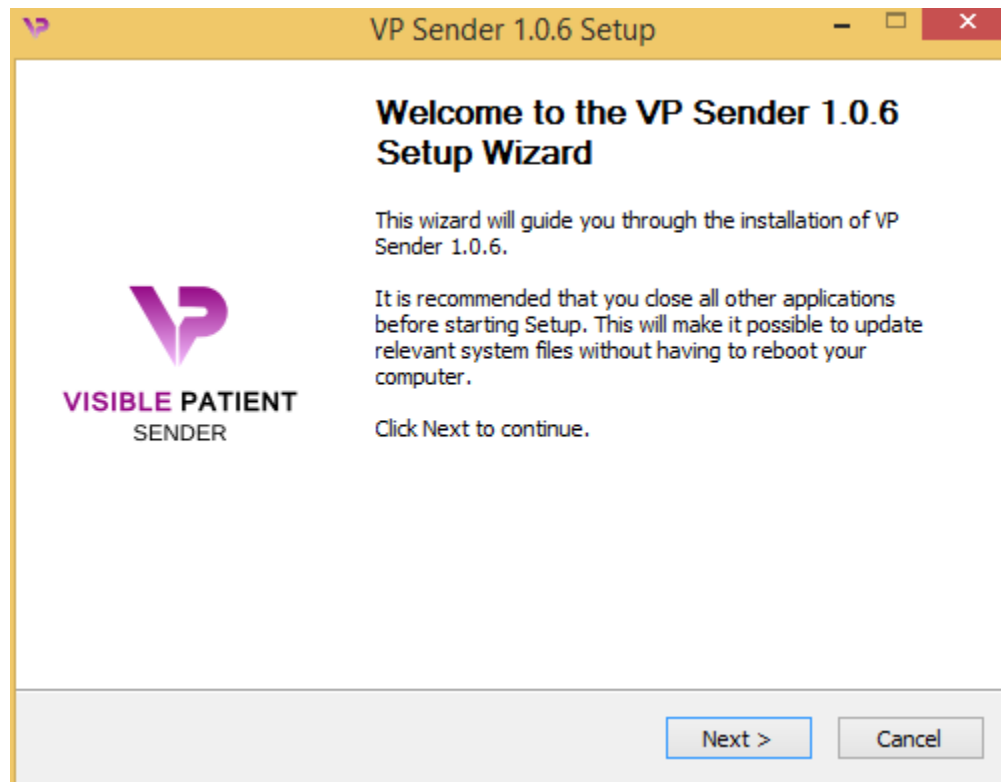 VP Sender 1.0.6 Setup
Welcome to the VP Sender 1.0.6
Setup Wizard
This wizard will guide you through the installation of VP
Sender 1.0.6.
It is recommended that you close all other applications
before starting Setup. This will make it possible to update
relevant system files without having to reboot your
computer.
Click Next to continue.
VP
VISIBLE PATIENT
SENDER
Next >
Cancel